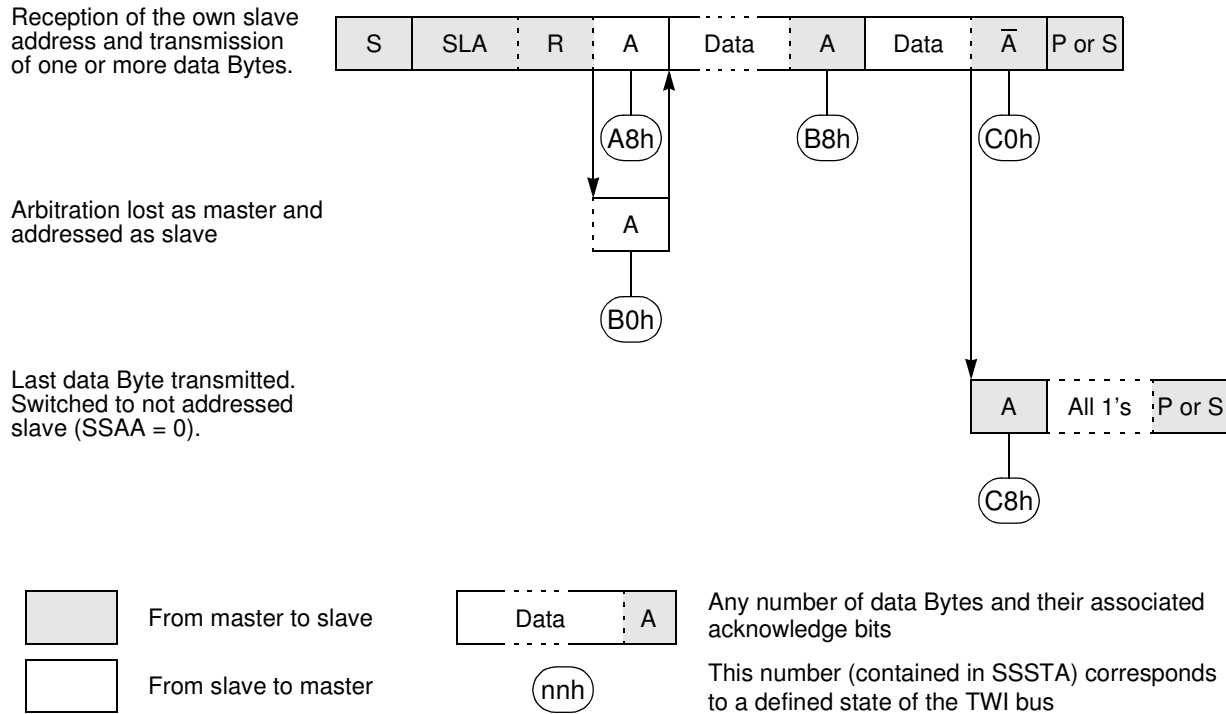 Reception of the own slave
address and transmission
of one or more data Bytes.
S SLA R A Data A Data A̅ P or S
A8h B8h C0h
Arbitration lost as master and
addressed as slave
A
B0h
Last data Byte transmitted.
Switched to not addressed
slave (SSAA = 0).
A All 1's P or S
C8h
From master to slave
Data A
Any number of data Bytes and their associated
acknowledge bits
From slave to master
nnh
This number (contained in SSSTA) corresponds
to a defined state of the TWI bus